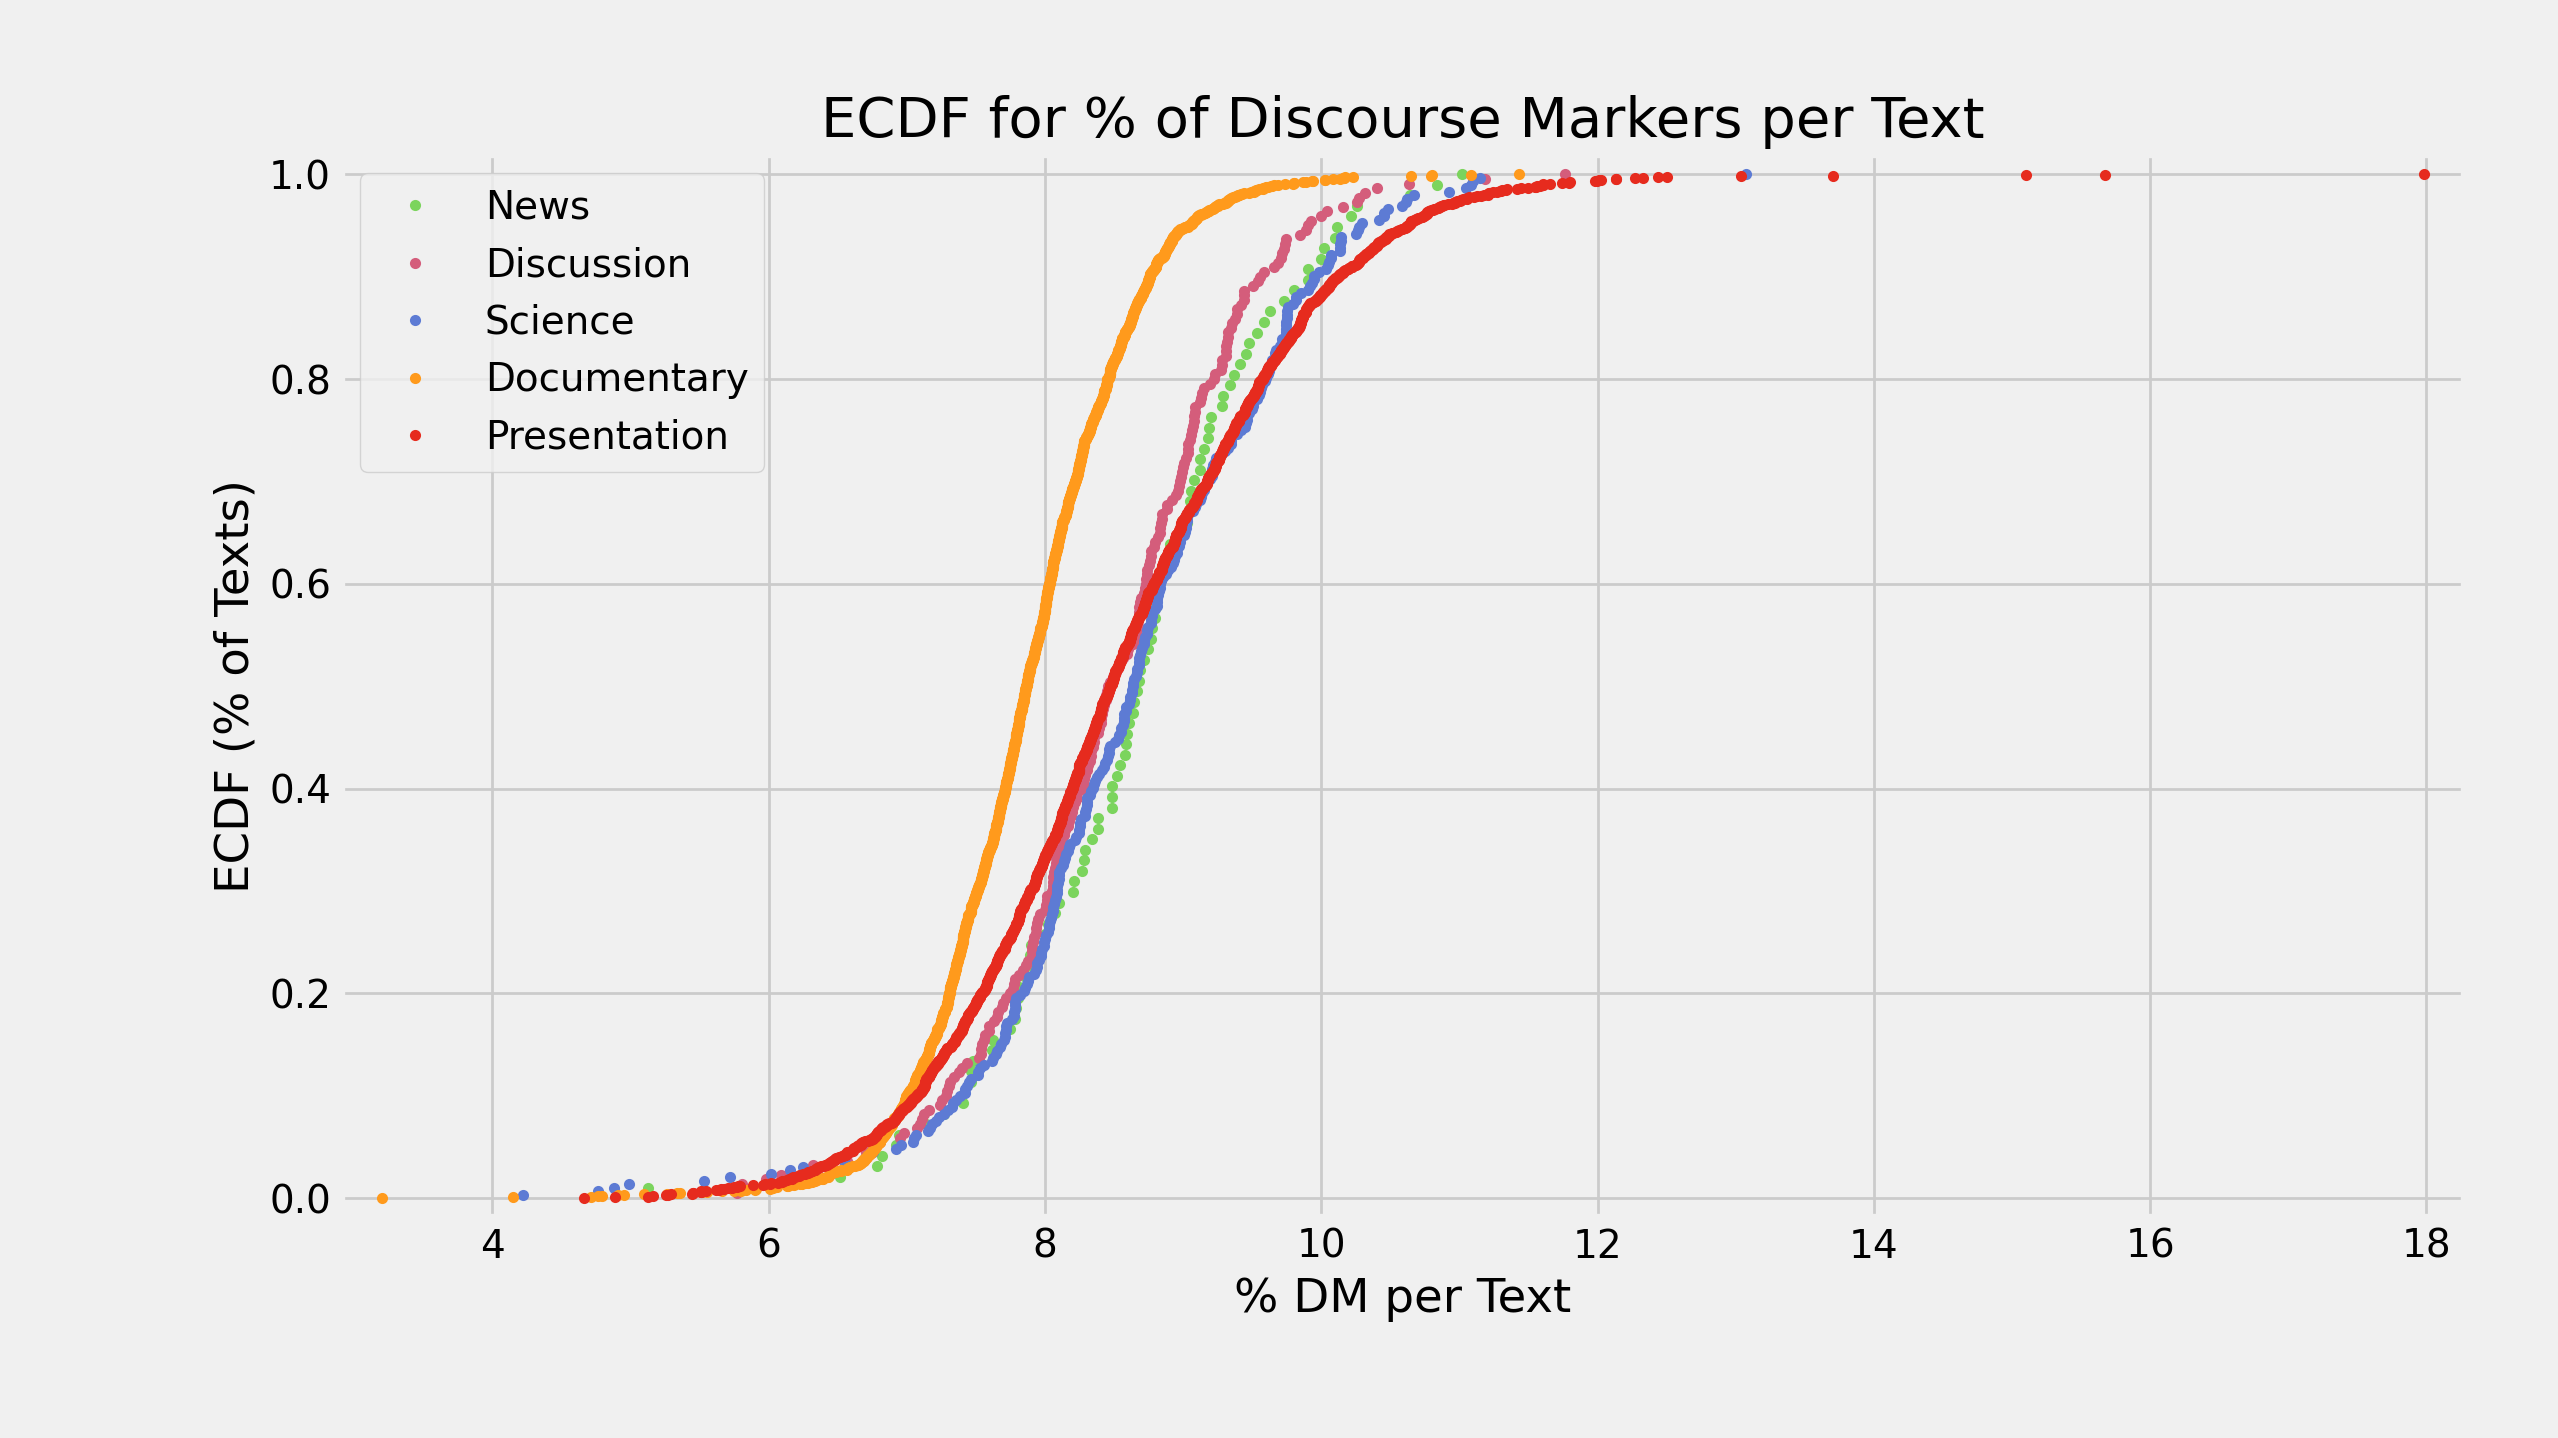 ECDF for % of Discourse Markers per Text
1.0
0.8
0.6
0.4
0.2
0.0
ECDF (% of Texts)
News
Discussion
Science
Documentary
Presentation
4 6 8 10 12 14 16 18
% DM per Text